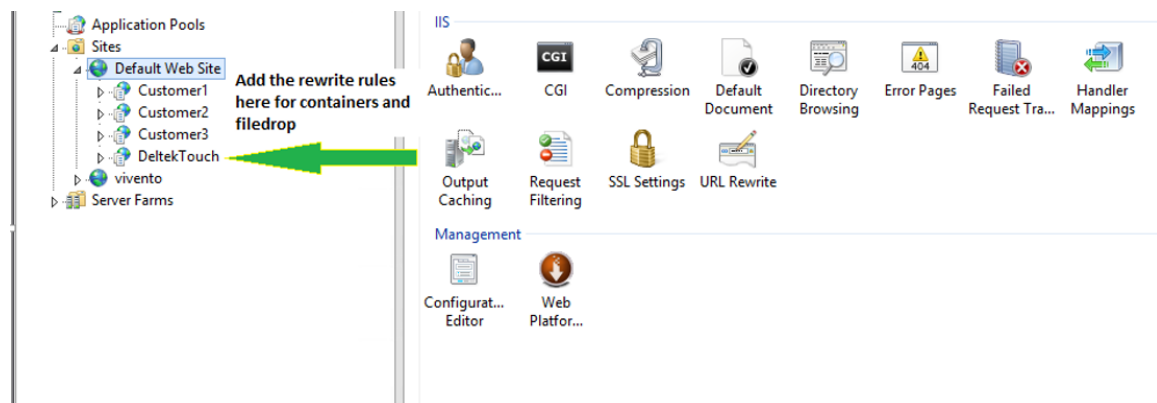 Application Pools
Sites
Default Web Site
Customer1
Customer2
Customer3
DeltekTouch
vivento
Server Farms
Add the rewrite rules
here for containers and
filedrop
IIS
CGI
404
Authentic... CGI Compression Default Document Directory Browsing Error Pages Failed Request Tra... Handler Mappings
Output Caching Request Filtering SSL Settings URL Rewrite
Management
Configurat... Editor Web Platfor...